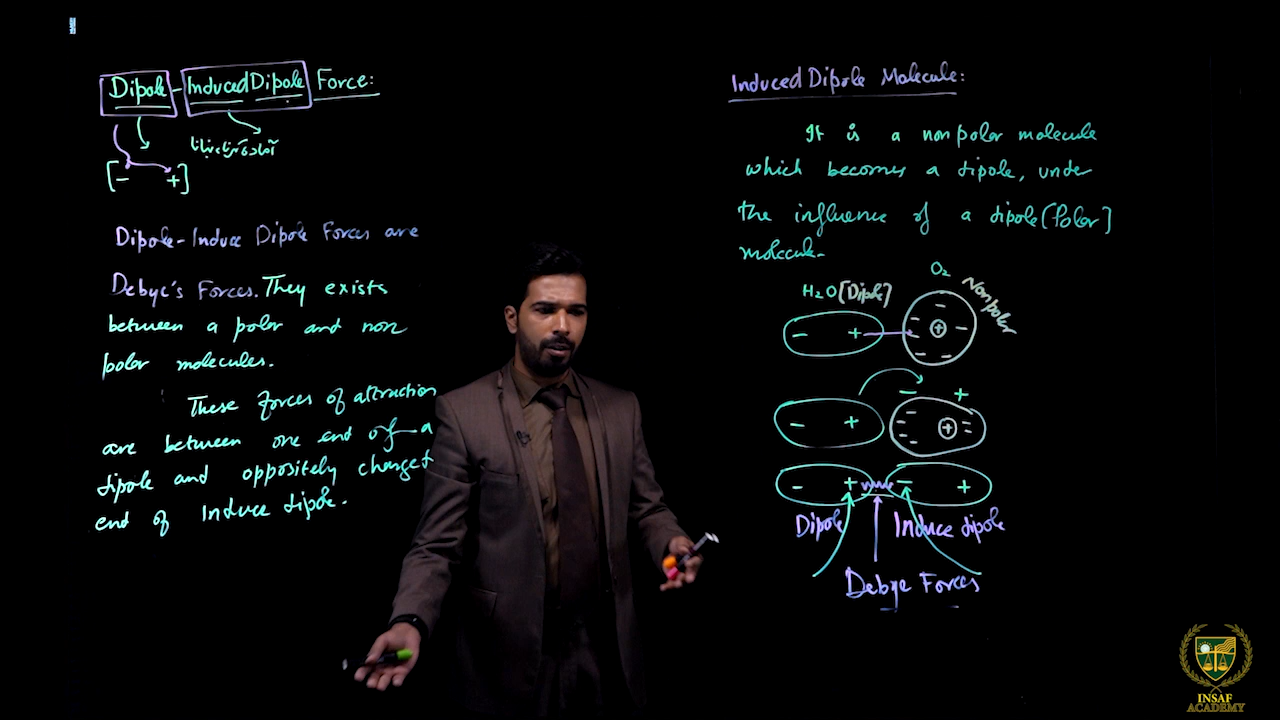 Dipole-Induced Dipole Force:
[- +]
Dipole-Induce Dipole Forces are
Debye's Forces. They exists
between a polar and non
polar molecules.
These forces of attraction
are between one end of a
dipole and oppositely charged
end of Induce dipole.
Induced Dipole Molecule:
It is a nonpolar molecule
which becomes a dipole, under
the influence of a dipole [Polar]
molecule.
H₂O [Dipole]
O₂
Nonpolar
- +
- - - - - - +
- +
- +
- - - - + = 
- + - +
Dipole
Induce dipole
Debye Forces
INSAF
ACADEMY